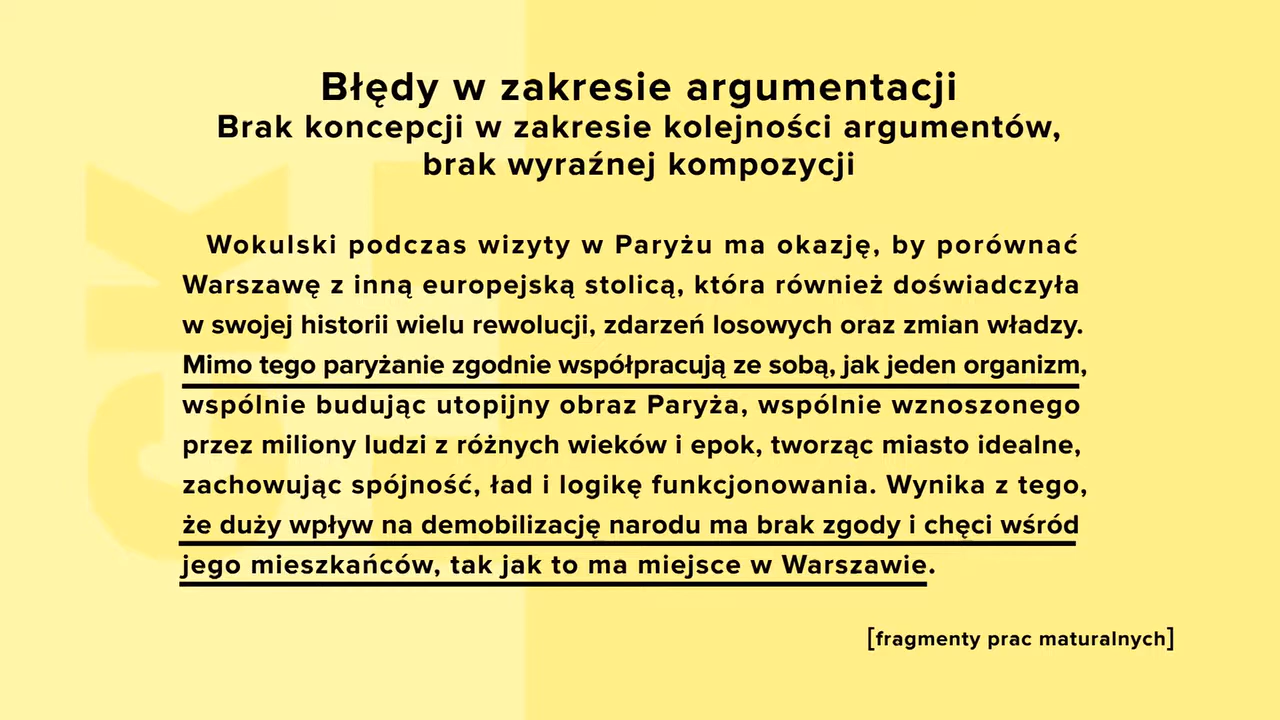 Błędy w zakresie argumentacji
Brak koncepcji w zakresie kolejności argumentów,
brak wyraźnej kompozycji
Wokulski podczas wizyty w Paryżu ma okazję, by porównać
Warszawę z inną europejską stolicą, która również doświadczyła
w swojej historii wielu rewolucji, zdarzeń losowych oraz zmian władzy.
Mimo tego paryżanie zgodnie współpracują ze sobą, jak jeden organizm,
wspólnie budując utopijny obraz Paryża, wspólnie wznoszonego
przez miliony ludzi z różnych wieków i epok, tworząc miasto idealne,
zachowując spójność, ład i logikę funkcjonowania. Wynika z tego,
że duży wpływ na demobilizację narodu ma brak zgody i chęci wśród
jego mieszkańców, tak jak to ma miejsce w Warszawie.
[fragmenty prac maturalnych]